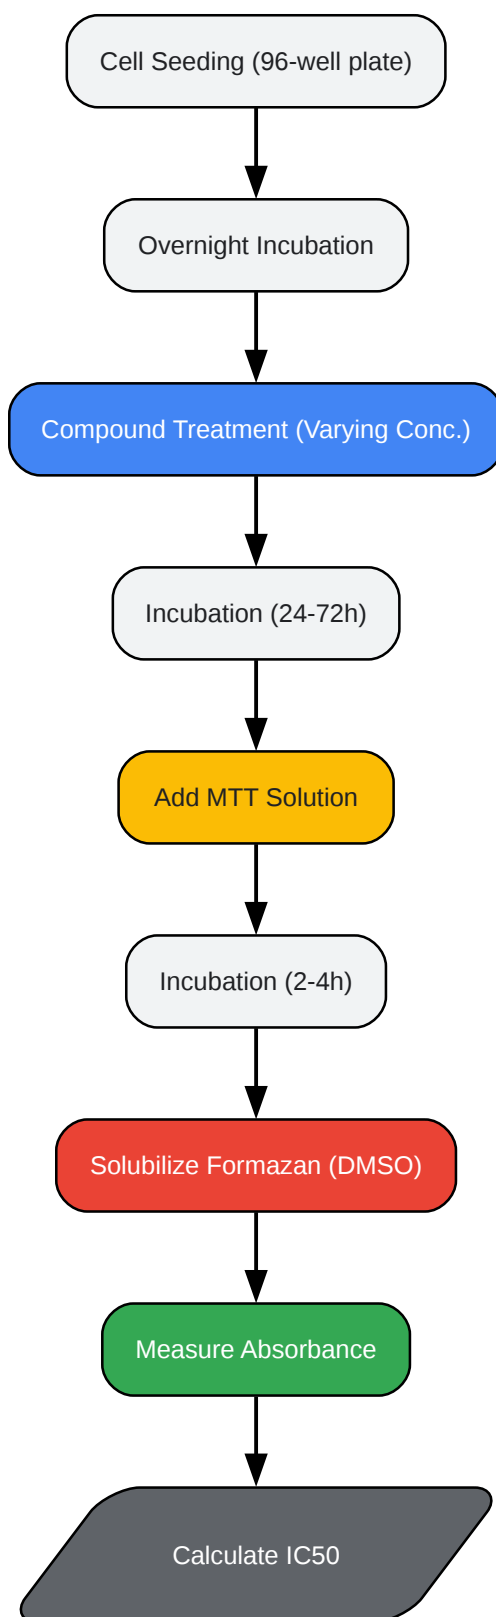 Cell Seeding (96-well plate)
Overnight Incubation
Compound Treatment (Varying Conc.)
Incubation (24-72h)
Add MTT Solution
Incubation (2-4h)
Solubilize Formazan (DMSO)
Measure Absorbance
Calculate IC50